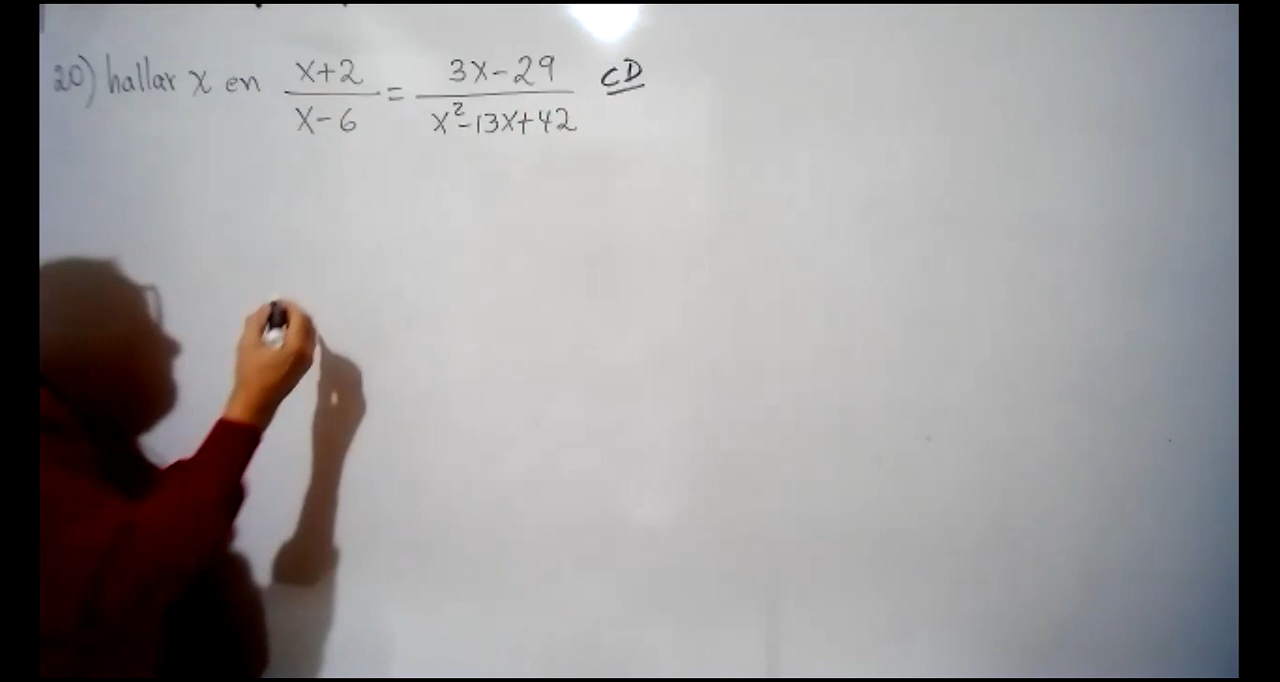 20) hallar x en (x+2)/(x-6) = (3x-29)/(x²-13x+42) CD